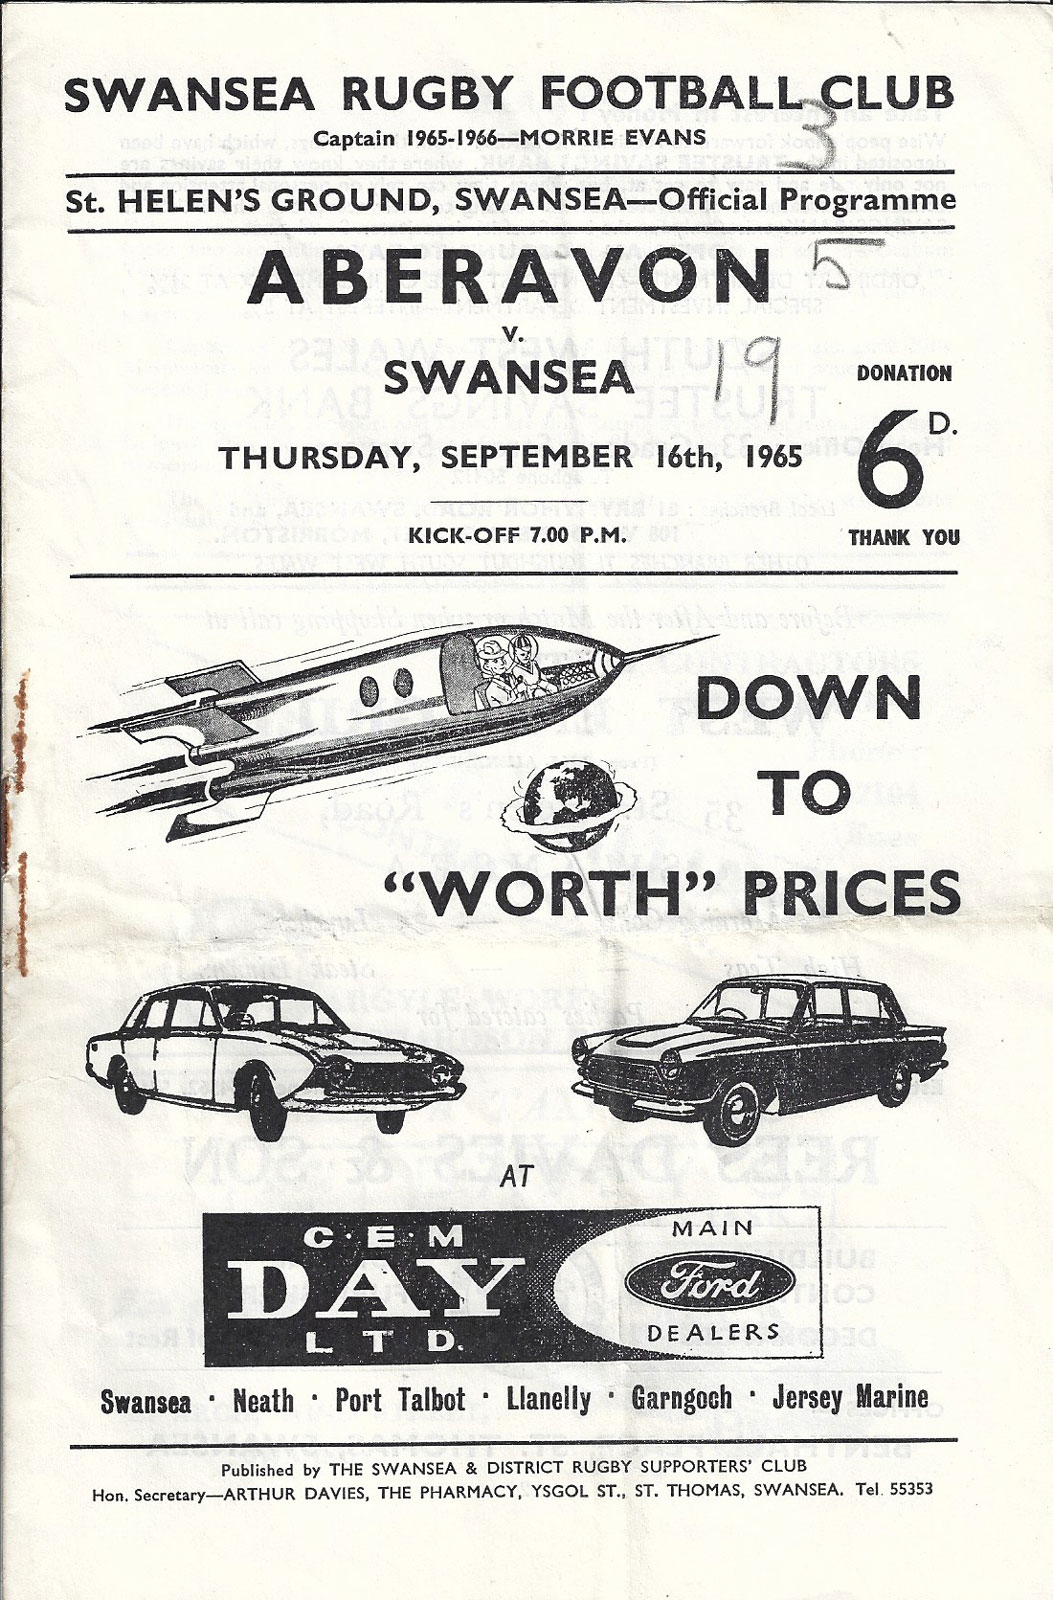 SWANSEA RUGBY FOOTBALL CLUB
3
Captain 1965-1966—MORRIE EVANS
St. HELEN'S GROUND, SWANSEA—Official Programme
ABERAVON 5
v.
SWANSEA 19
DONATION
6D.
THANK YOU
THURSDAY, SEPTEMBER 16th, 1965
KICK-OFF 7.00 P.M.
DOWN
TO
"WORTH" PRICES
AT
C·E·M
DAY
LTD.
MAIN
Ford
DEALERS
Swansea · Neath · Port Talbot · Llanelly · Garngoch · Jersey Marine
Published by THE SWANSEA & DISTRICT RUGBY SUPPORTERS' CLUB
Hon. Secretary—ARTHUR DAVIES, THE PHARMACY, YSGOL ST., ST. THOMAS, SWANSEA. Tel. 55353